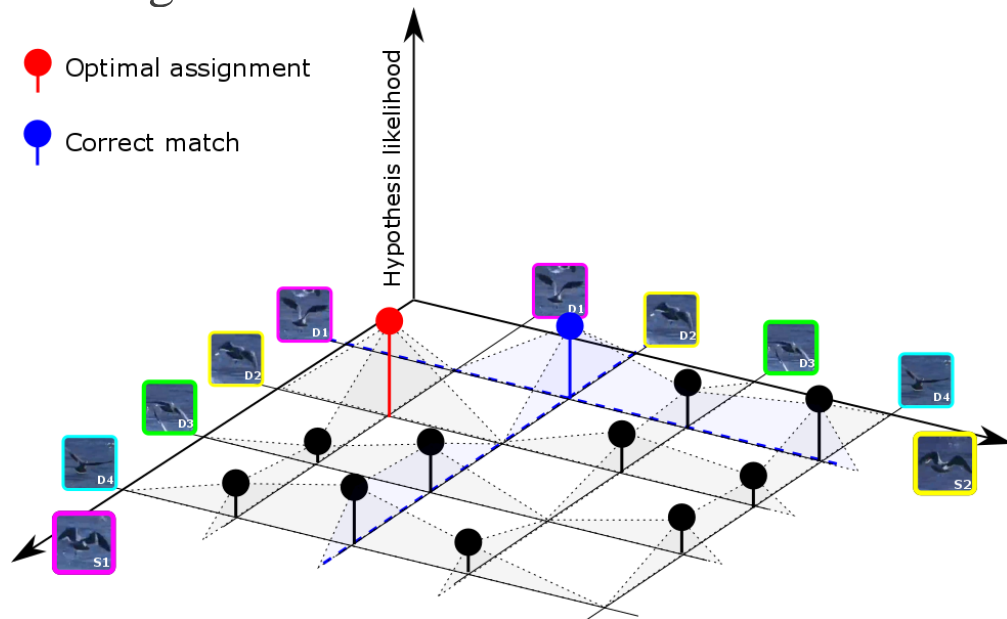 Optimal assignment
Correct match
Hypothesis likelihood
D1
D2
D3
D4
S1
D1
D2
D3
D4
S2